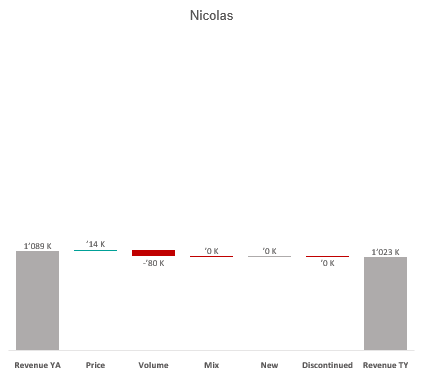 Nicolas
1'089 K
'14 K
-'80 K
'0 K
'0 K
'0 K
1'023 K
Revenue YA
Price
Volume
Mix
New
Discontinued
Revenue TY